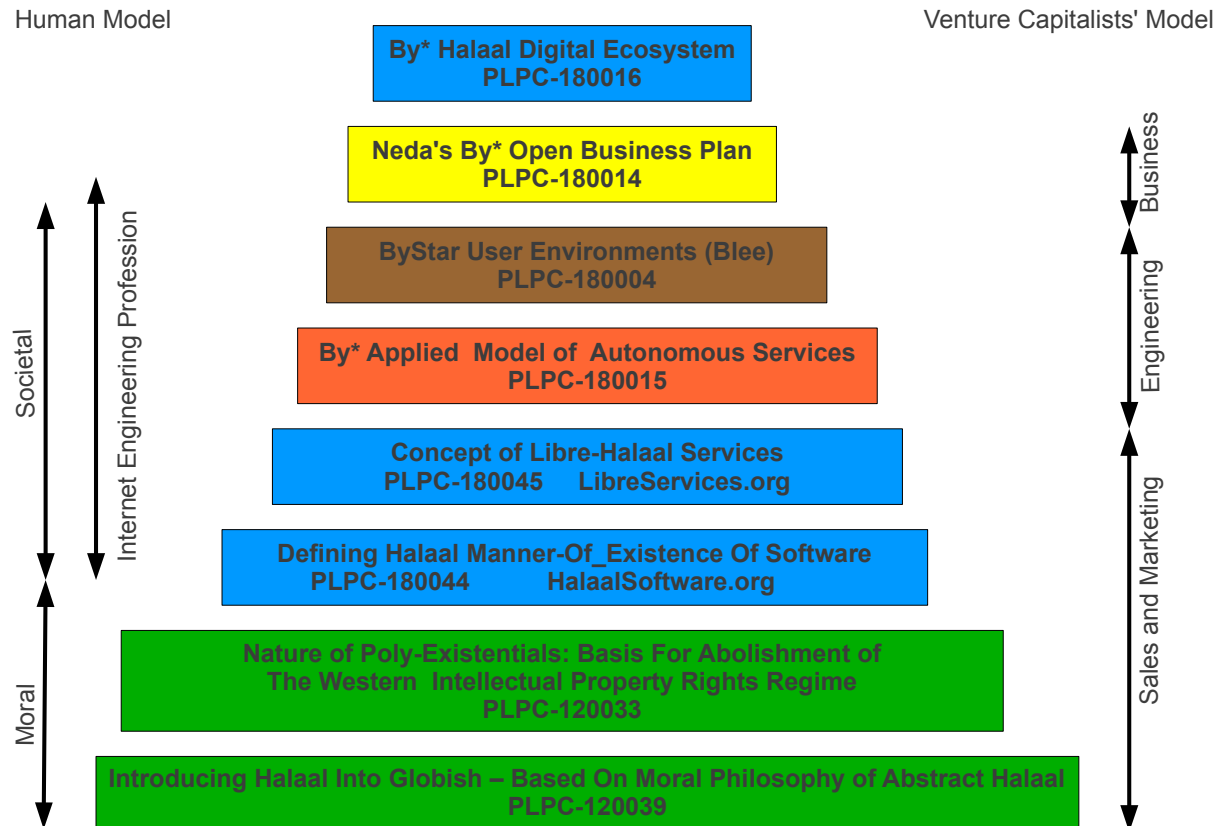 Human Model
Venture Capitalists' Model
By* Halaal Digital Ecosystem
PLPC-180016
Neda's By* Open Business Plan
PLPC-180014
Business
ByStar User Environments (Blee)
PLPC-180004
By* Applied Model of Autonomous Services
PLPC-180015
Engineering
Societal
Internet Engineering Profession
Concept of Libre-Halaal Services
PLPC-180045 LibreServices.org
Defining Halaal Manner-Of_Existence Of Software
PLPC-180044 HalaalSoftware.org
Sales and Marketing
Moral
Nature of Poly-Existentials: Basis For Abolishment of
The Western Intellectual Property Rights Regime
PLPC-120033
Introducing Halaal Into Globish – Based On Moral Philosophy of Abstract Halaal
PLPC-120039